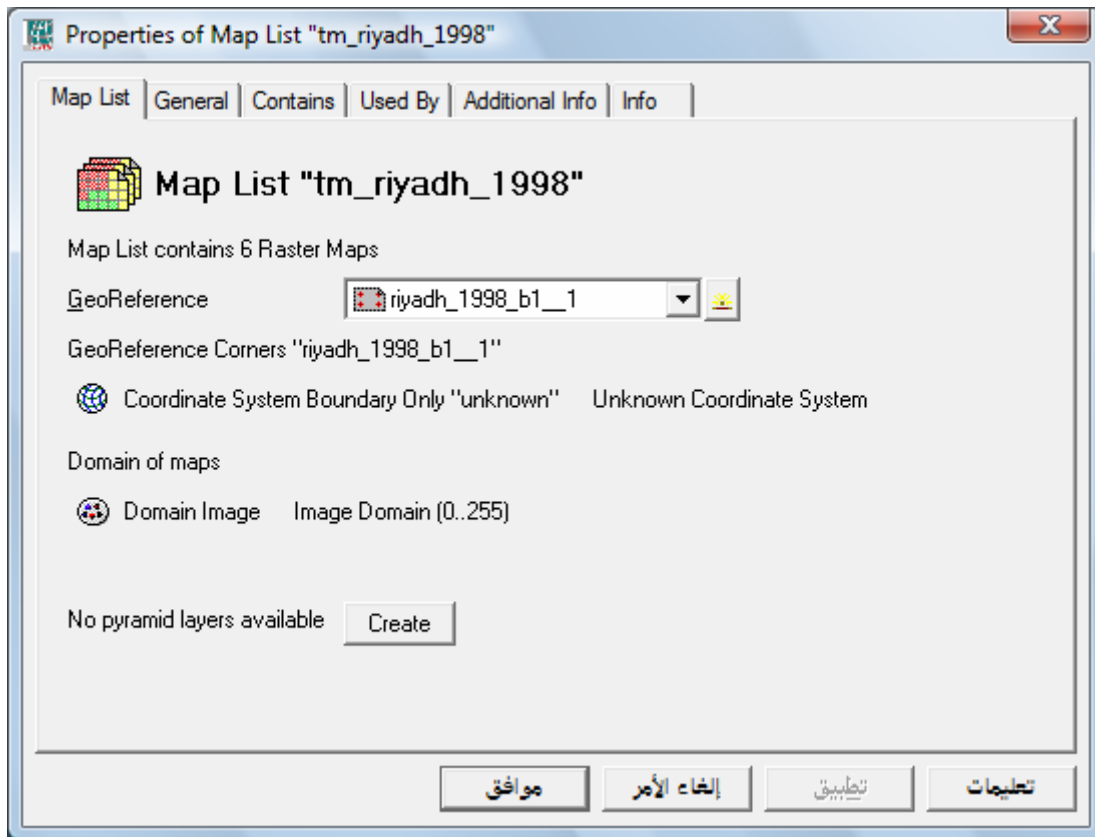 Properties of Map List "tm_riyadh_1998"
Map List General Contains Used By Additional Info Info
Map List "tm_riyadh_1998"
Map List contains 6 Raster Maps
GeoReference riyadh_1998_b1__1
GeoReference Corners "riyadh_1998_b1__1"
Coordinate System Boundary Only "unknown" Unknown Coordinate System
Domain of maps
Domain Image Image Domain (0..255)
No pyramid layers available Create
موافق إلغاء الأمر تطبيق تعليمات